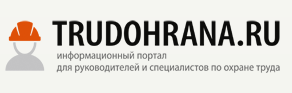 TRUDOHRANA.RU
информационный портал
для руководителей и специалистов по охране труда